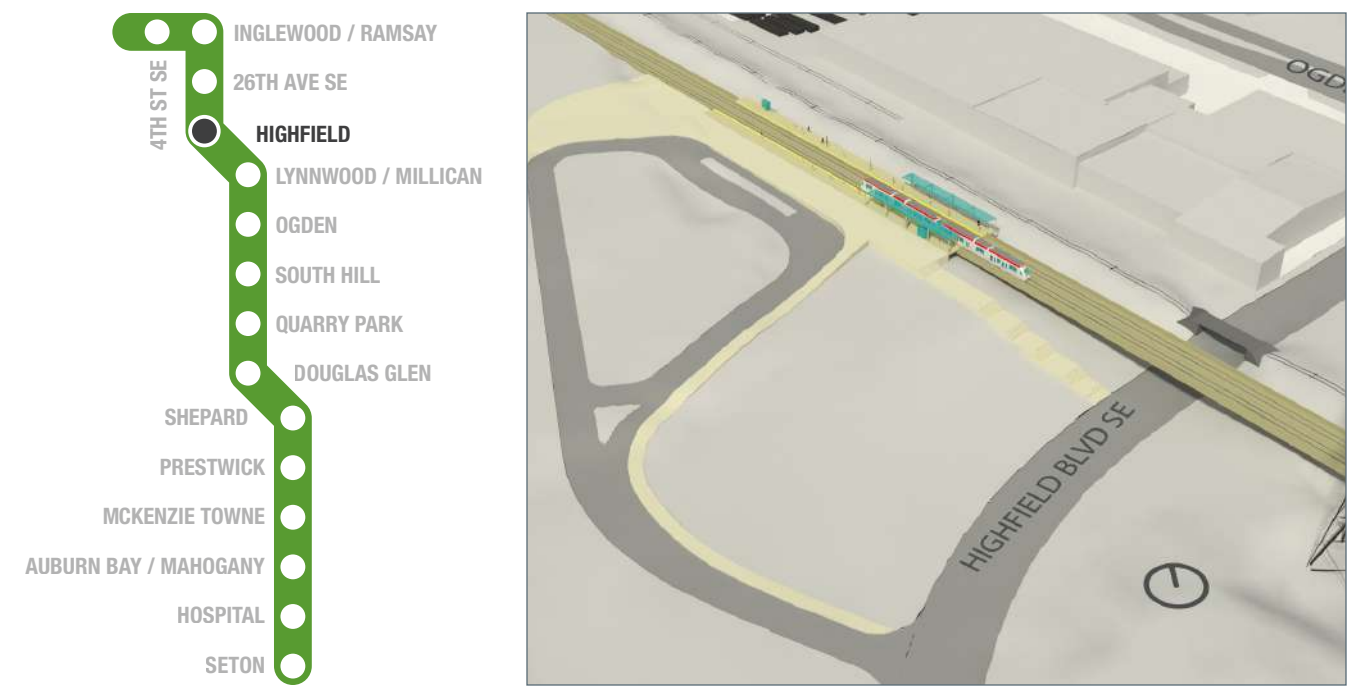 INGLEWOOD / RAMSAY
4TH ST SE
26TH AVE SE
HIGHFIELD
LYNNWOOD / MILLICAN
OGDEN
SOUTH HILL
QUARRY PARK
DOUGLAS GLEN
SHEPARD
PRESTWICK
MCKENZIE TOWNE
AUBURN BAY / MAHOGANY
HOSPITAL
SETON
OGD
HIGHFIELD BLVD SE